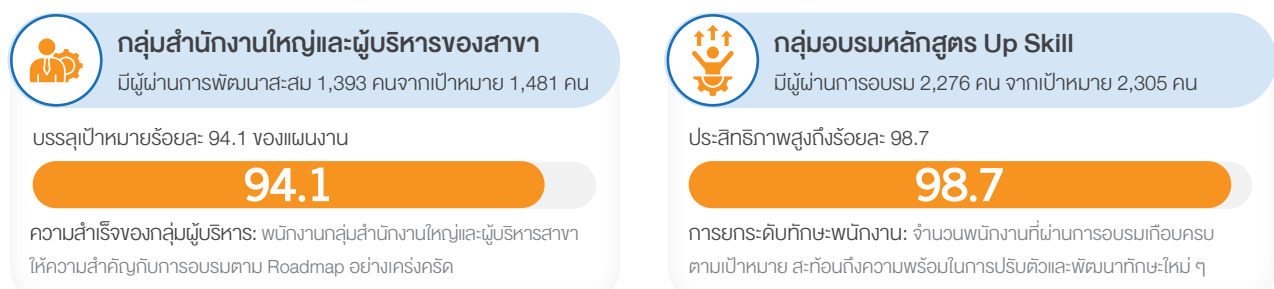 กลุ่มสำนักงานใหญ่และผู้บริหารของสาขา
มีผู้ผ่านการพัฒนาสะสม 1,393 คนจากเป้าหมาย 1,481 คน
บรรลุเป้าหมายร้อยละ 94.1 ของแผนงาน
94.1
ความสำเร็จของกลุ่มผู้บริหาร: พนักงานกลุ่มสำนักงานใหญ่และผู้บริหารสาขา
ให้ความสำคัญกับการอบรมตาม Roadmap อย่างเคร่งครัด
กลุ่มอบรมหลักสูตร Up Skill
มีผู้ผ่านการอบรม 2,276 คน จากเป้าหมาย 2,305 คน
ประสิทธิภาพสูงถึงร้อยละ 98.7
98.7
การยกระดับทักษะพนักงาน: จำนวนพนักงานที่ผ่านการอบรมเกือบครบ
ตามเป้าหมาย สะท้อนถึงความพร้อมในการปรับตัวและพัฒนาทักษะใหม่ ๆ